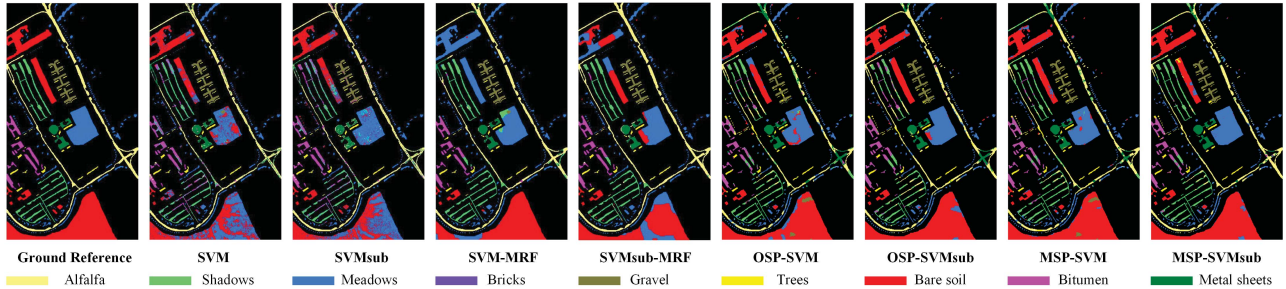 Ground Reference SVM SVMsub SVM-MRF SVMsub-MRF OSP-SVM OSP-SVMsub MSP-SVM MSP-SVMsub
Alfalfa Shadows Meadows Bricks Gravel Trees Bare soil Bitumen Metal sheets